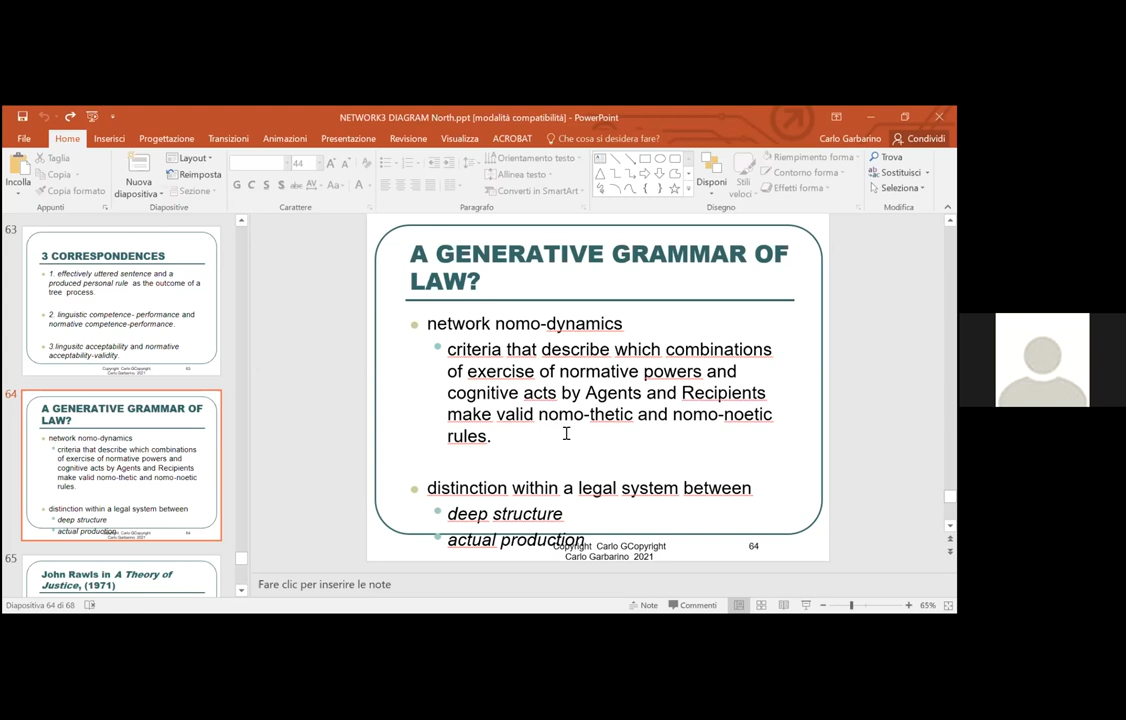 NETWORK3 DIAGRAM North.ppt [modalità compatibilità] - PowerPoint
File Home Inserisci Progettazione Transizioni Animazioni Presentazione Revisione Visualizza ACROBAT Che cosa si desidera fare? Carlo Garbarino Condividi
Incolla
Taglia
Copia
Copia formato
Appunti
Nuova
diapositiva
Layout
Reimposta
Sezione
Diapositive
44
G C S S abc AV Aa A
Carattere
Orientamento testo
Allinea testo
Converti in SmartArt
Paragrafo
Disponi
Stili
veloci
Riempimento forma
Contorno forma
Effetti forma
Disegno
Trova
Sostituisci
Seleziona
Modifica
63
3 CORRESPONDENCES
1. effectively uttered sentence and a
produced personal rule as the outcome of a
tree process.
2. linguistic competence- performance and
normative competence-performance.
3.lingusitc acceptability and normative
acceptability-validity.
Copyright Carlo GCopyright
Carlo Garbarino 2021
63
64
A GENERATIVE GRAMMAR OF
LAW?
network nomo-dynamics
criteria that describe which combinations
of exercise of normative powers and
cognitive acts by Agents and Recipients
make valid nomo-thetic and nomo-noetic
rules.
distinction within a legal system between
deep structure
actual production
Copyright Carlo GCopyright
Carlo Garbarino 2021
64
65
John Rawls in A Theory of
Justice, (1971)
A GENERATIVE GRAMMAR OF
LAW?
network nomo-dynamics
criteria that describe which combinations
of exercise of normative powers and
cognitive acts by Agents and Recipients
make valid nomo-thetic and nomo-noetic
rules.
distinction within a legal system between
deep structure
actual production
Copyright Carlo GCopyright
Carlo Garbarino 2021
64
Fare clic per inserire le note
Diapositiva 64 di 68 Note Commenti 65%